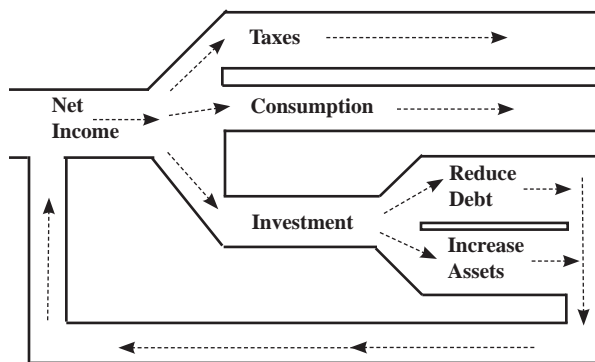 Taxes
Net
Income
Consumption
Reduce
Debt
Investment
Increase
Assets